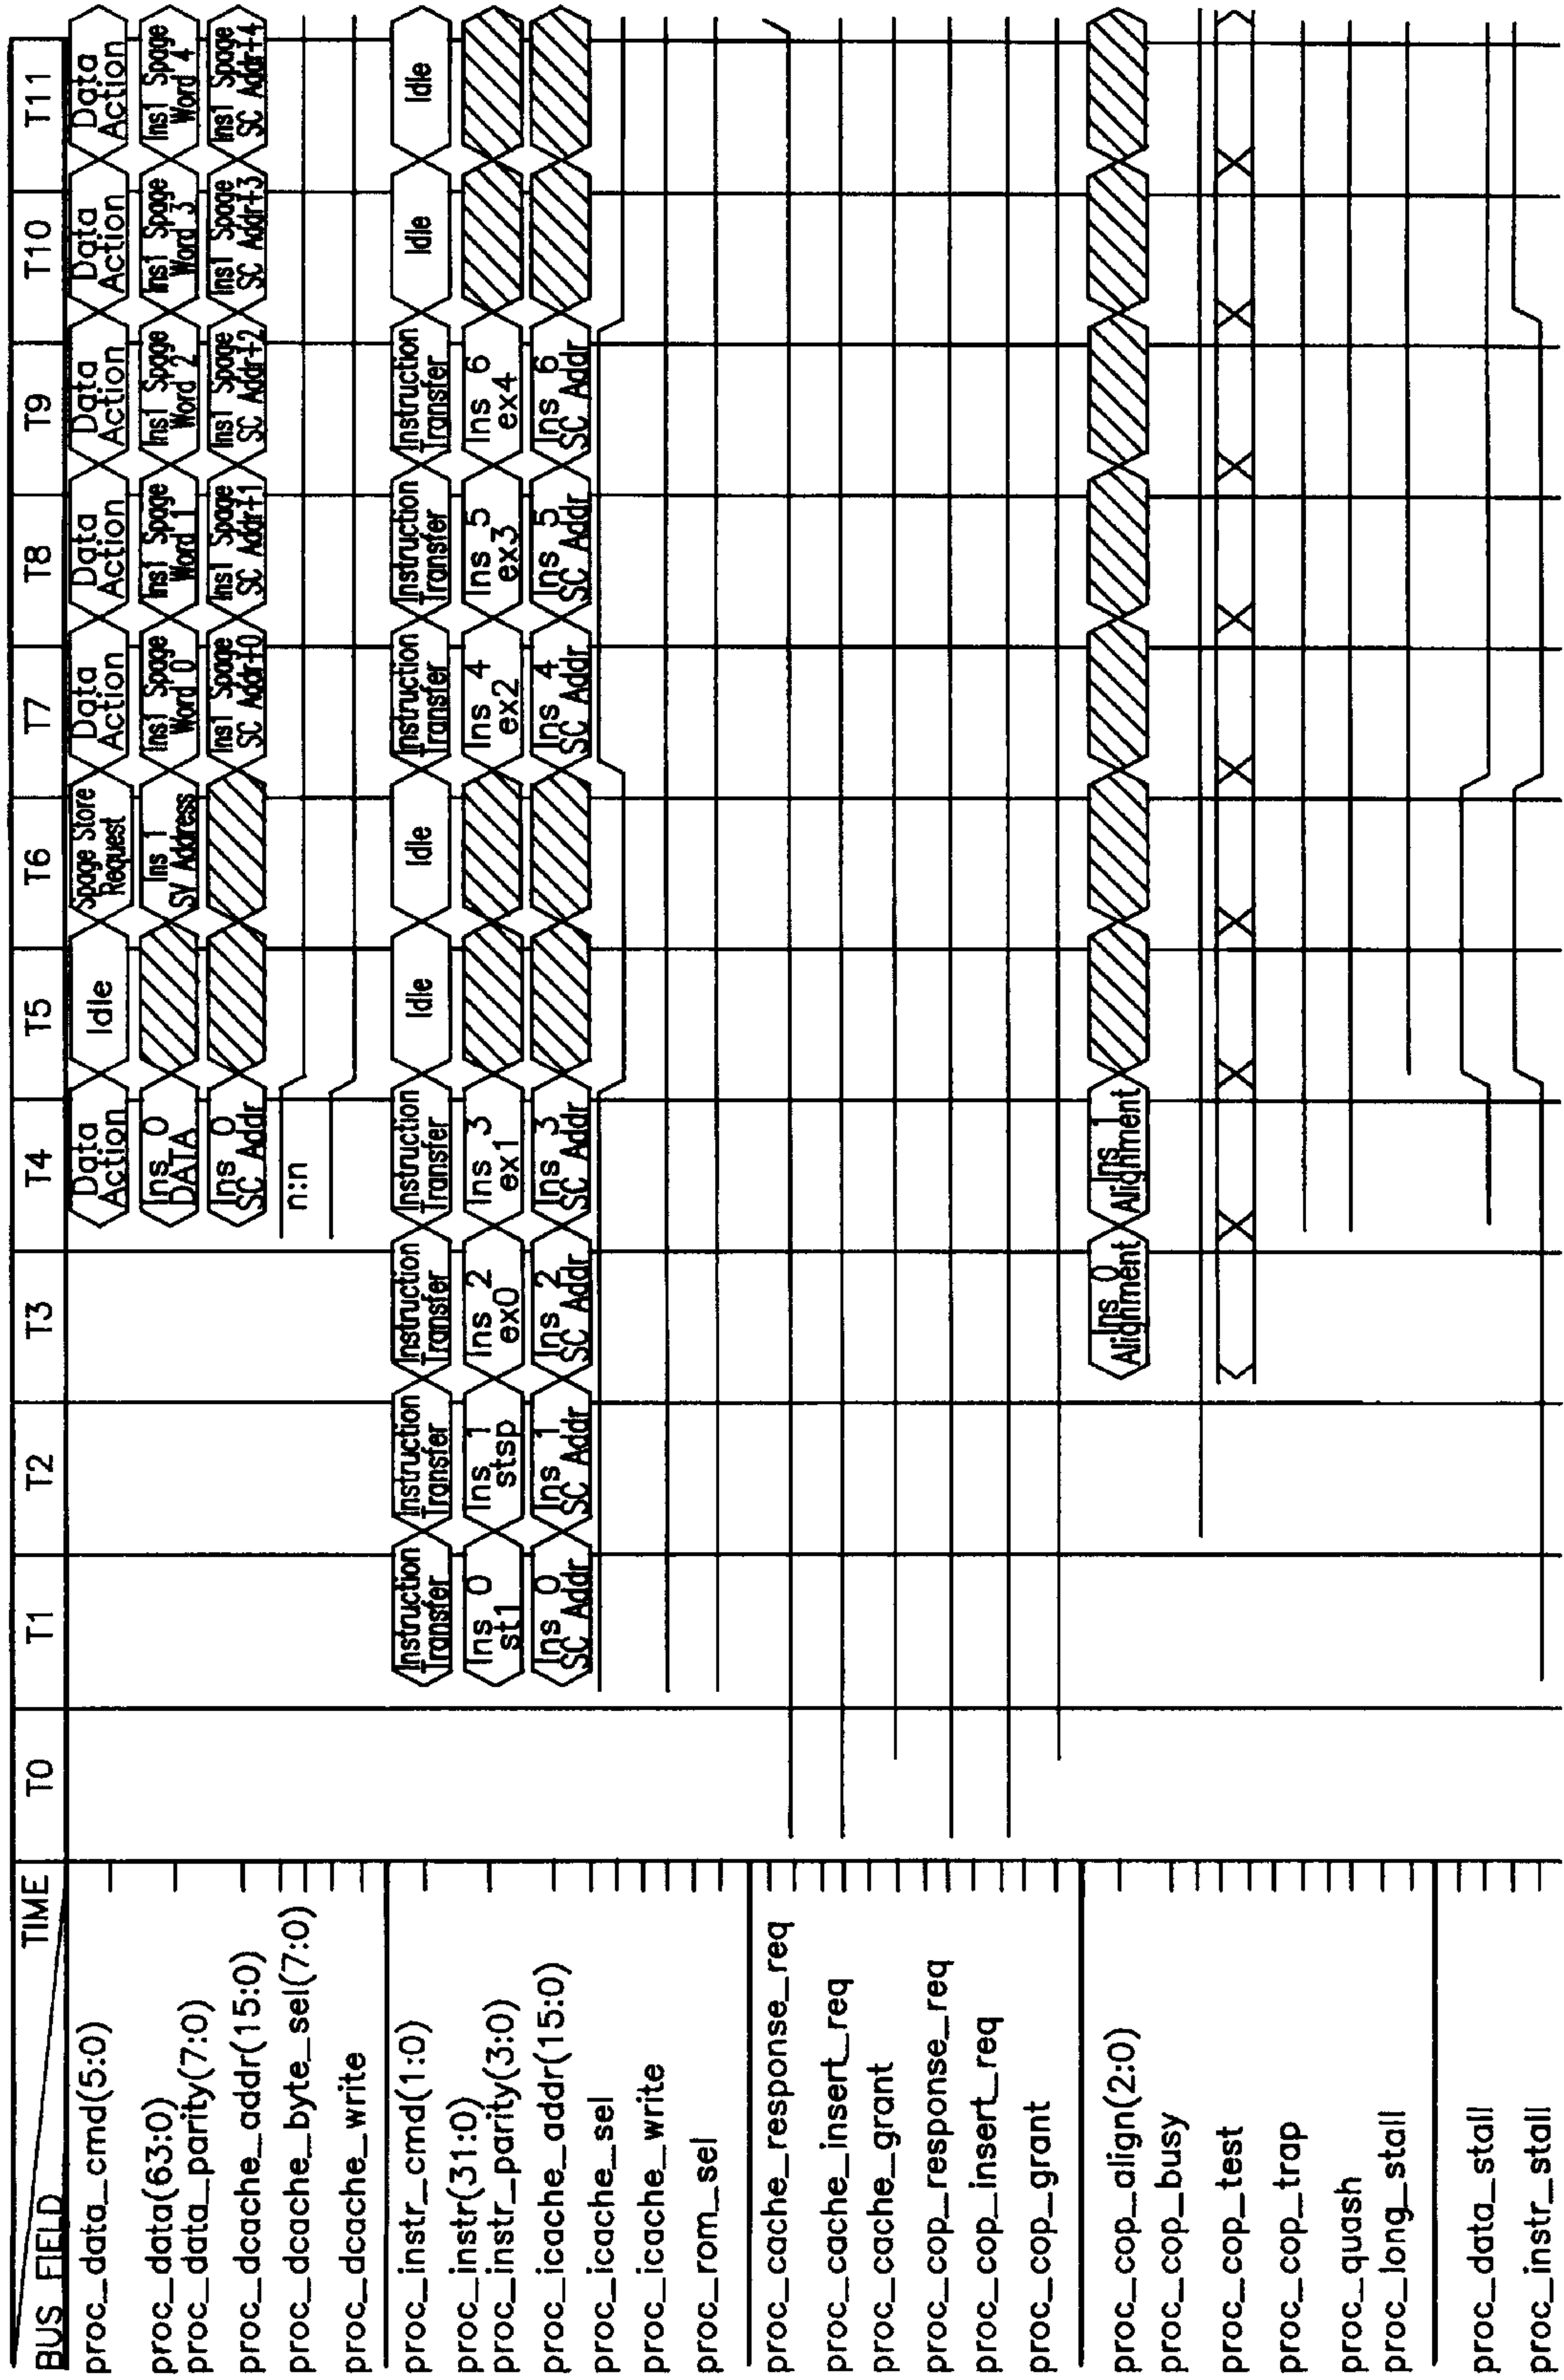 BUS FIELD TIME T0 T1 T2 T3 T4 T5 T6 T7 T8 T9 T10 T11
proc_data_cmd(5:0) Data Action Idle Spage Store Request Data Action Data Action Data Action Data Action Data Action
proc_data(63:0) Ins 0 DATA Ins 1 SV Address Ins1 Spage Word 0 Ins1 Spage Word 1 Ins1 Spage Word 2 Ins1 Spage Word 3 Ins1 Spage Word 4
proc_data_parity(7:0)
proc_dcache_addr(15:0) Ins 0 SC Addr Ins1 Spage SC Addr+0 Ins1 Spage SC Addr+1 Ins1 Spage SC Addr+2 Ins1 Spage SC Addr+3 Ins1 Spage SC Addr+4
proc_dcache_byte_sel(7:0) n:n
proc_dcache_write
proc_instr_cmd(1:0) Instruction Transfer Instruction Transfer Instruction Transfer Instruction Transfer Idle Idle Instruction Transfer Instruction Transfer Instruction Transfer Idle Idle
proc_instr(31:0) Ins 0 st1 Ins 1 stsp Ins 2 ex0 Ins 3 ex1 Ins 4 ex2 Ins 5 ex3 Ins 6 ex4
proc_instr_parity(3:0)
proc_icache_addr(15:0) Ins 0 SC Addr Ins 1 SC Addr Ins 2 SC Addr Ins 3 SC Addr Ins 4 SC Addr Ins 5 SC Addr Ins 6 SC Addr
proc_icache_sel
proc_icache_write
proc_rom_sel
proc_cache_response_req
proc_cache_insert_req
proc_cache_grant
proc_cop_response_req
proc_cop_insert_req
proc_cop_grant
proc_cop_align(2:0) Ins 0 Alignment Ins 1 Alignment
proc_cop_busy
proc_cop_test
proc_cop_trap
proc_quash
proc_long_stall
proc_data_stall
proc_instr_stall